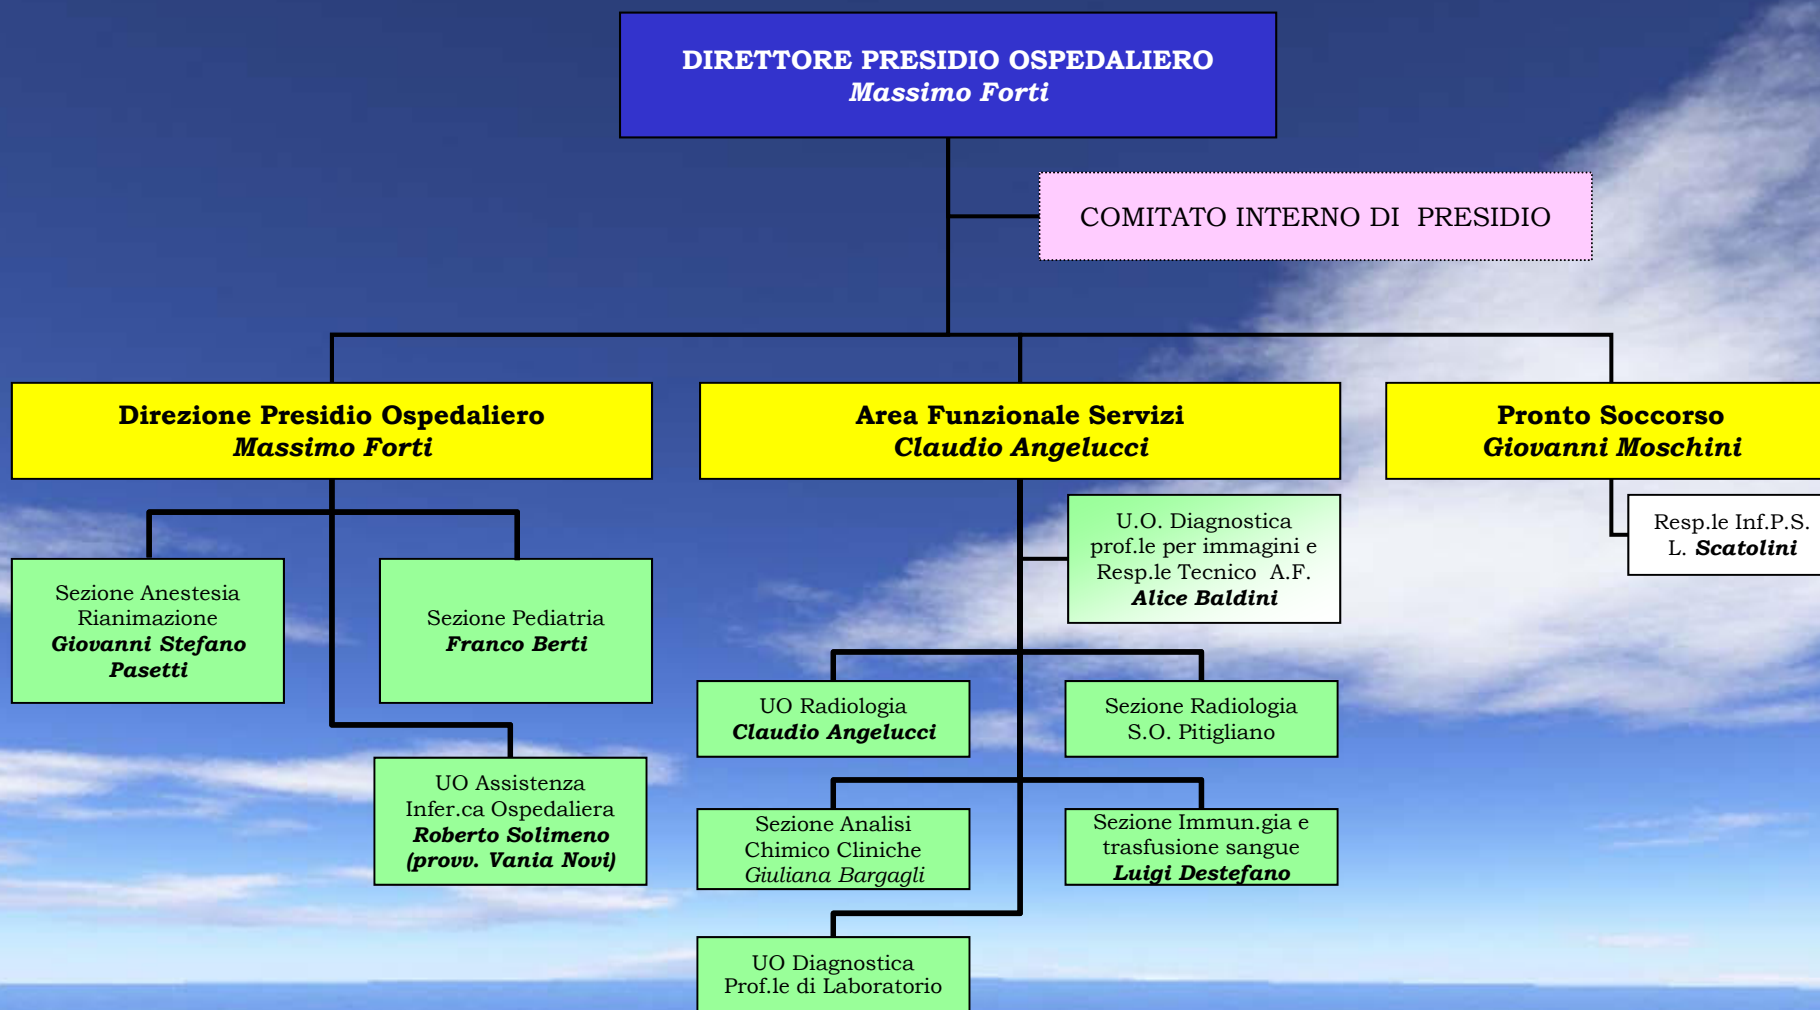 DIRETTORE PRESIDIO OSPEDALIERO
Massimo Forti
COMITATO INTERNO DI PRESIDIO
Direzione Presidio Ospedaliero
Massimo Forti
Area Funzionale Servizi
Claudio Angelucci
Pronto Soccorso
Giovanni Moschini
Sezione Anestesia
Rianimazione
Giovanni Stefano
Pasetti
Sezione Pediatria
Franco Berti
UO Assistenza
Infer.ca Ospedaliera
Roberto Solimeno
(provv. Vania Novi)
U.O. Diagnostica
prof.le per immagini e
Resp.le Tecnico A.F.
Alice Baldini
UO Radiologia
Claudio Angelucci
Sezione Radiologia
S.O. Pitigliano
Sezione Analisi
Chimico Cliniche
Giuliana Bargagli
Sezione Immun.gia e
trasfusione sangue
Luigi Destefano
UO Diagnostica
Prof.le di Laboratorio
Resp.le Inf.P.S.
L. Scatolini